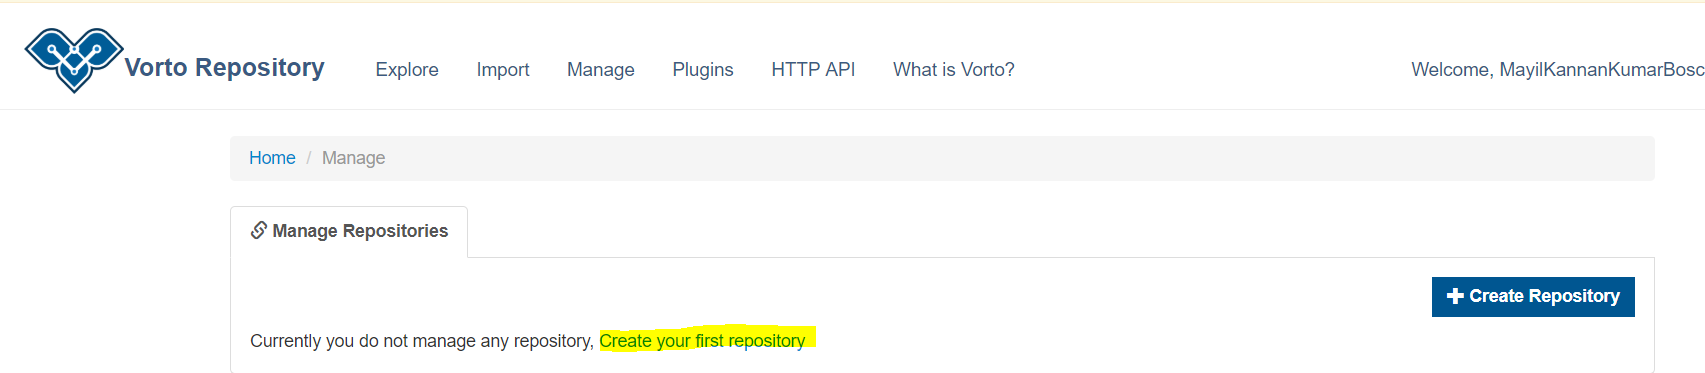 Vorto Repository Explore Import Manage Plugins HTTP API What is Vorto? Welcome, MayilKannanKumarBosc
Home / Manage
Manage Repositories
Create Repository
Currently you do not manage any repository, Create your first repository